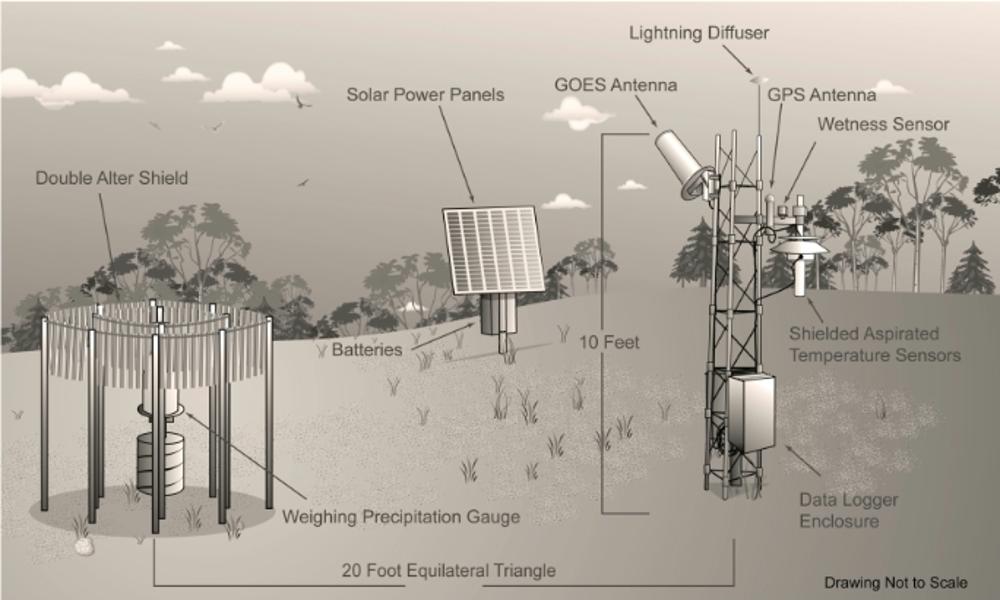 Lightning Diffuser
GOES Antenna
Solar Power Panels
GPS Antenna
Wetness Sensor
Double Alter Shield
Shielded Aspirated
Temperature Sensors
10 Feet
Batteries
Data Logger
Enclosure
Weighing Precipitation Gauge
20 Foot Equilateral Triangle
Drawing Not to Scale